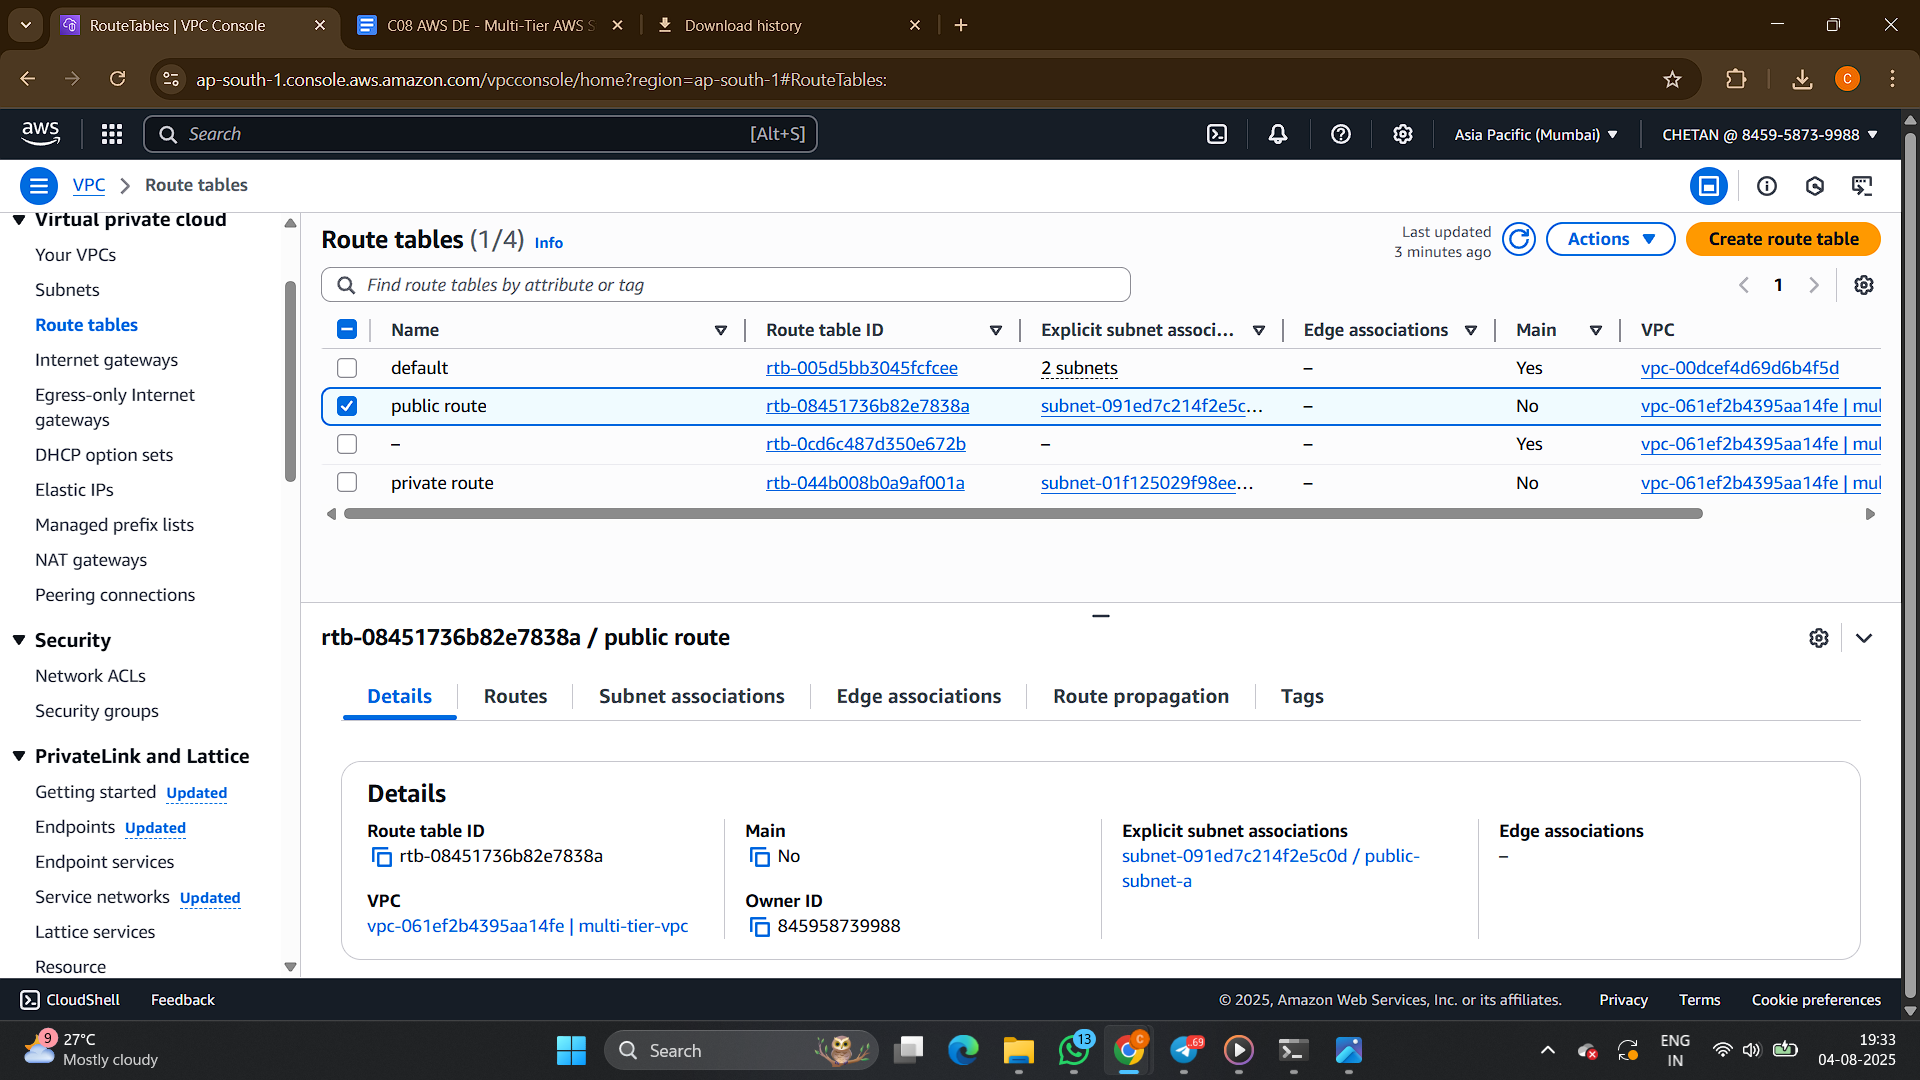 RouteTables | VPC Console
C08 AWS DE - Multi-Tier AWS S
Download history
ap-south-1.console.aws.amazon.com/vpcconsole/home?region=ap-south-1#RouteTables:
C
aws
Search
[Alt+S]
Asia Pacific (Mumbai)
CHETAN @ 8459-5873-9988
VPC
Route tables
Virtual private cloud
Your VPCs
Subnets
Route tables
Internet gateways
Egress-only Internet
gateways
DHCP option sets
Elastic IPs
Managed prefix lists
NAT gateways
Peering connections
Security
Network ACLs
Security groups
PrivateLink and Lattice
Getting started Updated
Endpoints Updated
Endpoint services
Service networks Updated
Lattice services
Resource
Route tables (1/4) Info
Last updated
3 minutes ago
Actions
Create route table
Find route tables by attribute or tag
1
Name Route table ID Explicit subnet associ... Edge associations Main VPC
default rtb-005d5bb3045fcfcee 2 subnets – Yes vpc-00dcef4d69d6b4f5d
public route rtb-08451736b82e7838a subnet-091ed7c214f2e5c... – No vpc-061ef2b4395aa14fe | mul
– rtb-0cd6c487d350e672b – – Yes vpc-061ef2b4395aa14fe | mul
private route rtb-044b008b0a9af001a subnet-01f125029f98ee... – No vpc-061ef2b4395aa14fe | mul
rtb-08451736b82e7838a / public route
Details Routes Subnet associations Edge associations Route propagation Tags
Details
Route table ID
rtb-08451736b82e7838a
VPC
vpc-061ef2b4395aa14fe | multi-tier-vpc
Main
No
Owner ID
845958739988
Explicit subnet associations
subnet-091ed7c214f2e5c0d / public-
subnet-a
Edge associations
–
CloudShell Feedback
© 2025, Amazon Web Services, Inc. or its affiliates. Privacy Terms Cookie preferences
9
27°C
Mostly cloudy
Search
13
C
.69
ENG
IN
19:33
04-08-2025